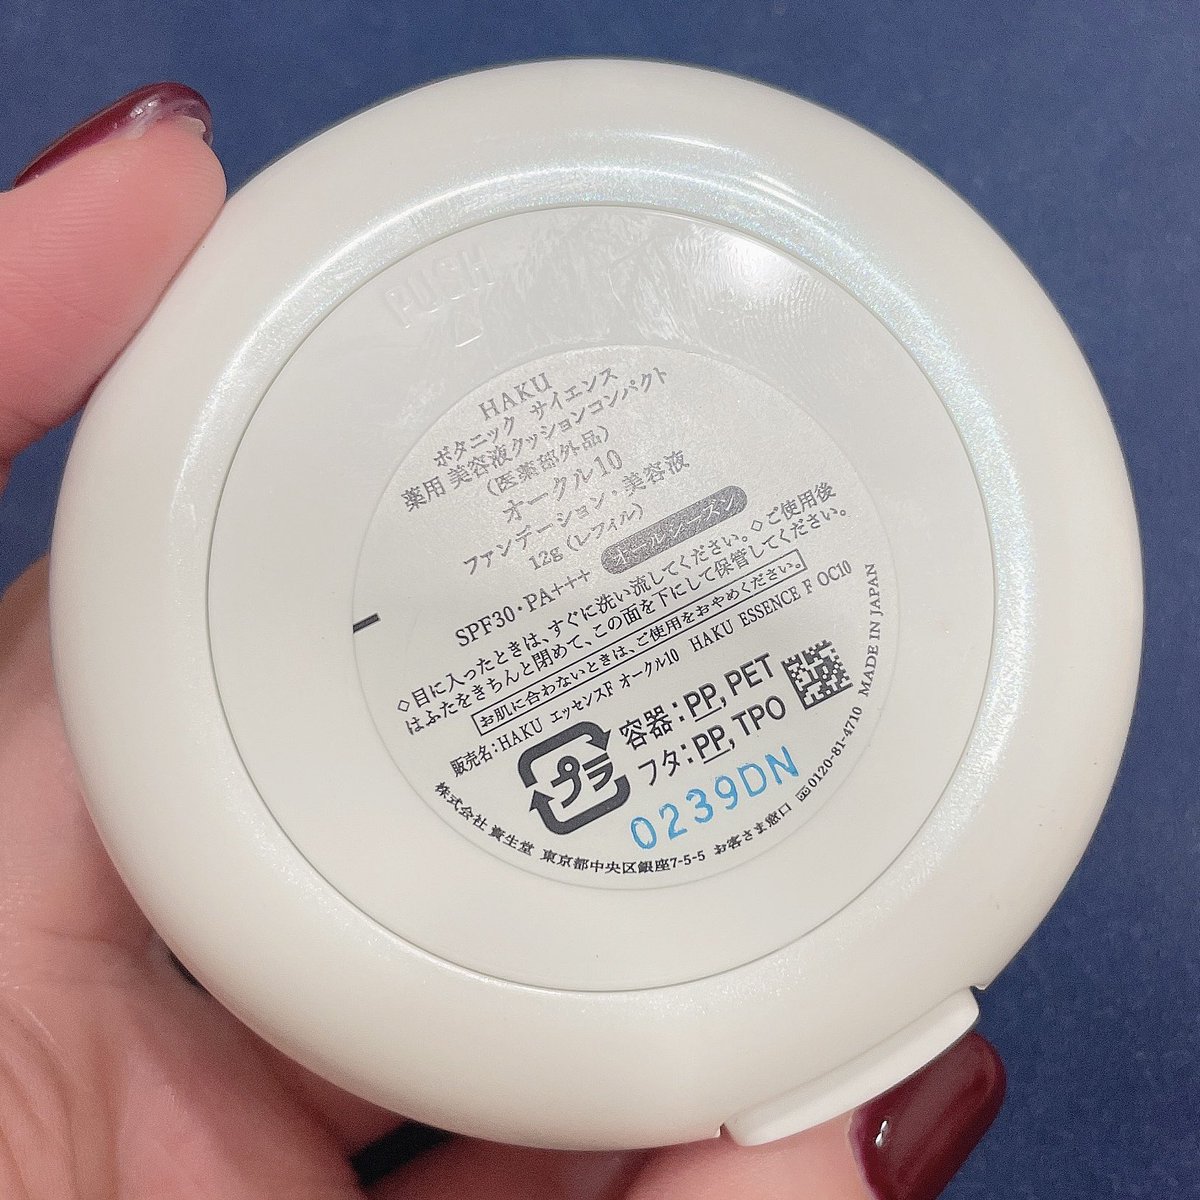 PUSH
HAKU
ボタニック サイエンス
薬用 美容液クッションコンパクト
(医薬部外品)
オークル10
ファンデーション・美容液
12g (レフィル)
オールシーズン
SPF30・PA+++
◇目に入ったときは、すぐに洗い流してください。◇ご使用後
はふたをきちんと閉めて、この面を下にして保管してください。
お肌に合わないときは、ご使用をおやめください。
販売名:HAKU エッセンスF オークル10 HAKU ESSENCE F OC10
プラ
容器:PP, PET
フタ:PP, TPO
0239DN
株式会社 資生堂 東京都中央区銀座7-5-5 お客さま窓口 0120-81-4710 MADE IN JAPAN